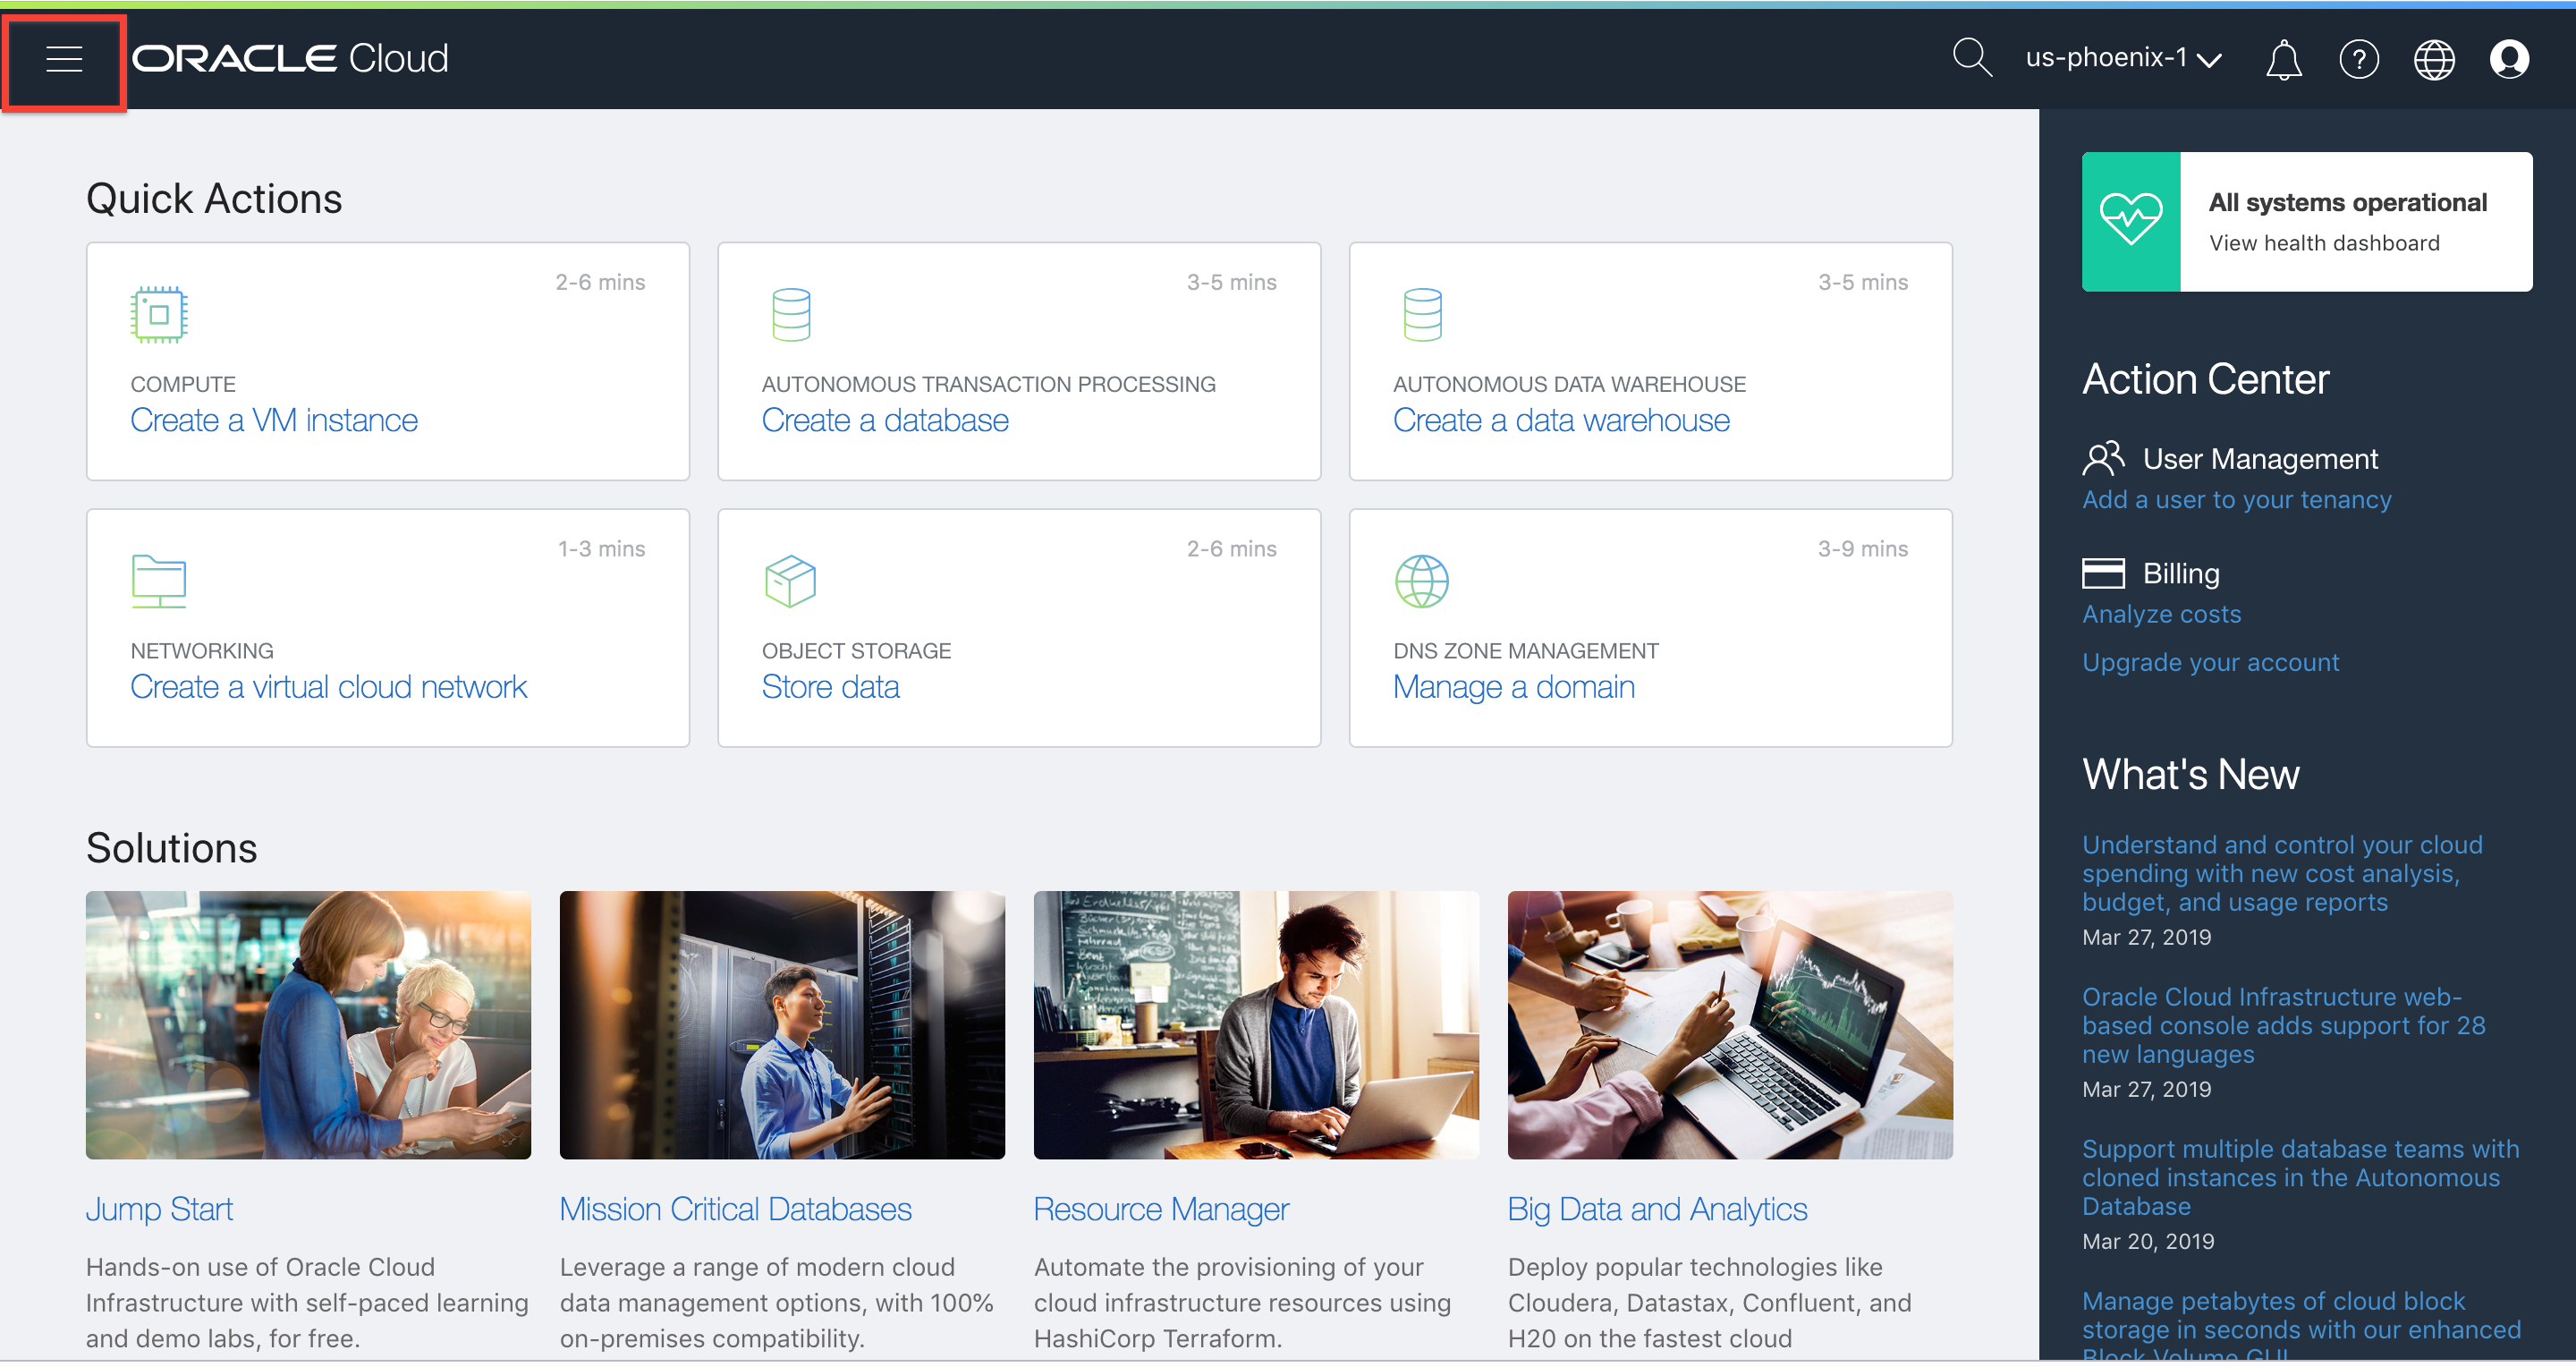 ORACLE Cloud
us-phoenix-1
Quick Actions
2-6 mins
COMPUTE
Create a VM instance
3-5 mins
AUTONOMOUS TRANSACTION PROCESSING
Create a database
3-5 mins
AUTONOMOUS DATA WAREHOUSE
Create a data warehouse
1-3 mins
NETWORKING
Create a virtual cloud network
2-6 mins
OBJECT STORAGE
Store data
3-9 mins
DNS ZONE MANAGEMENT
Manage a domain
Solutions
Jump Start
Hands-on use of Oracle Cloud
Infrastructure with self-paced learning
and demo labs, for free.
Mission Critical Databases
Leverage a range of modern cloud
data management options, with 100%
on-premises compatibility.
Resource Manager
Automate the provisioning of your
cloud infrastructure resources using
HashiCorp Terraform.
Big Data and Analytics
Deploy popular technologies like
Cloudera, Datastax, Confluent, and
H20 on the fastest cloud
All systems operational
View health dashboard
Action Center
User Management
Add a user to your tenancy
Billing
Analyze costs
Upgrade your account
What's New
Understand and control your cloud
spending with new cost analysis,
budget, and usage reports
Mar 27, 2019
Oracle Cloud Infrastructure web-
based console adds support for 28
new languages
Mar 27, 2019
Support multiple database teams with
cloned instances in the Autonomous
Database
Mar 20, 2019
Manage petabytes of cloud block
storage in seconds with our enhanced
Block Volume GUI